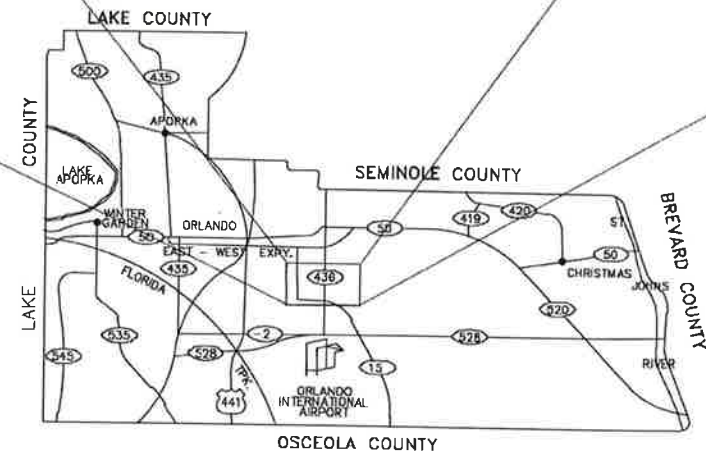 LAKE COUNTY
500
435
APOPKA
LAKE COUNTY
LAKE
APOPKA
SEMINOLE COUNTY
WINTER
GARDEN
ORLANDO
50
EAST - WEST EXPY.
50
419
420
ST.
BREVARD COUNTY
435
436
50
CHRISTMAS
JOHNS
FLORIDA
520
535
-2
528
545
528
TPK.
15
RIVER
441
ORLANDO
INTERNATIONAL
AIRPORT
OSCEOLA COUNTY